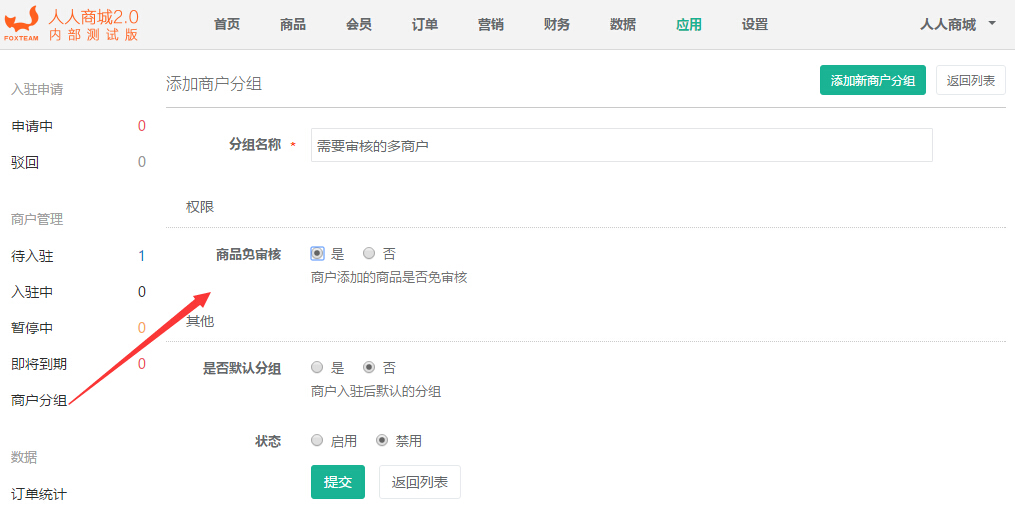 人人商城2.0
FOXTEAM 内部测试版
首页 商品 会员 订单 营销 财务 数据 应用 设置 人人商城
入驻申请
申请中 0
驳回 0
商户管理
待入驻 1
入驻中 0
暂停中 0
即将到期 0
商户分组
数据
订单统计
添加商户分组 添加新商户分组 返回列表
分组名称 * 需要审核的多商户
权限
商品免审核 是 否
商户添加的商品是否免审核
其他
是否默认分组 是 否
商户入驻后默认的分组
状态 启用 禁用
提交 返回列表